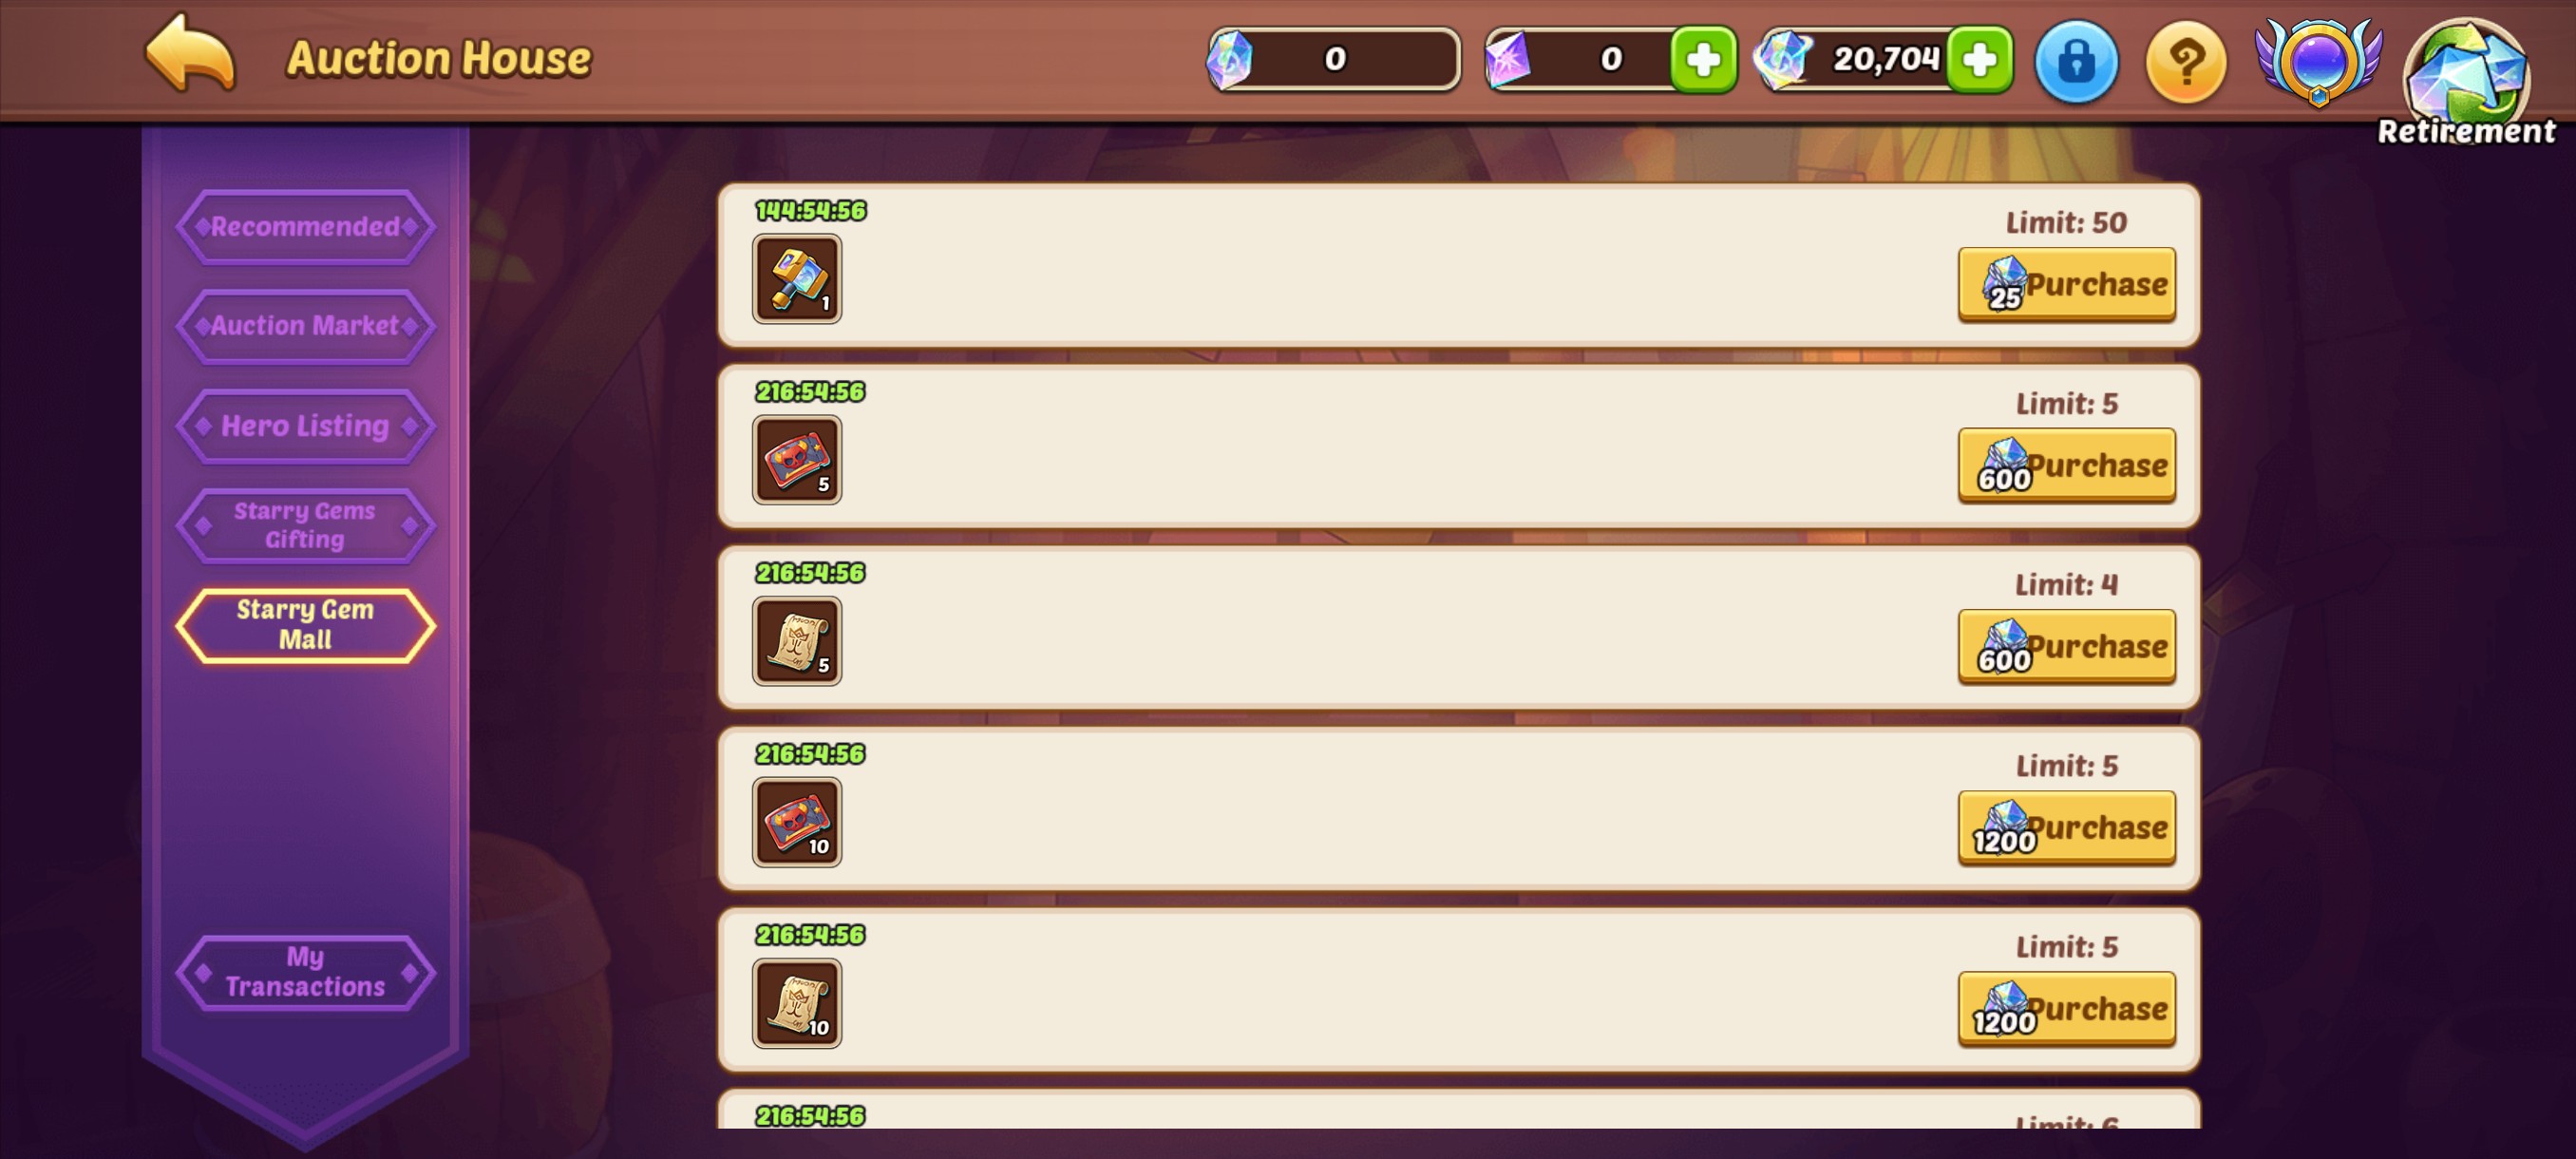 Auction House
0
0
20,704
Retirement
Recommended
Auction Market
Hero Listing
Starry Gems
Gifting
Starry Gem
Mall
My
Transactions
144:54:56
1
Limit: 50
25
Purchase
216:54:56
5
Limit: 5
600
Purchase
216:54:56
5
Limit: 4
600
Purchase
216:54:56
10
Limit: 5
1200
Purchase
216:54:56
10
Limit: 5
1200
Purchase
216:54:56
Limit: 6